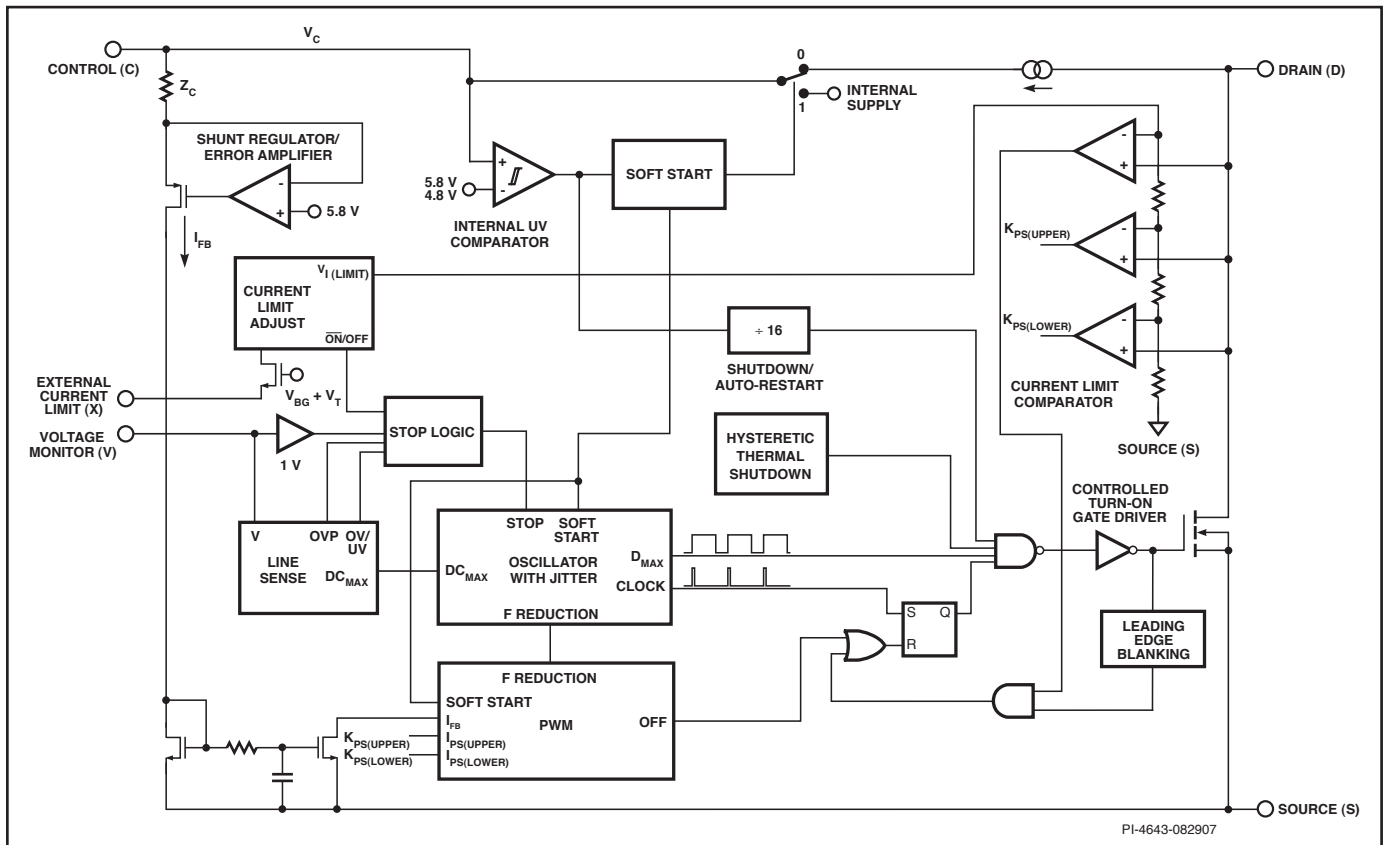 V_C
0
CONTROL (C)
DRAIN (D)
Z_C
1
INTERNAL
SUPPLY
SHUNT REGULATOR/
ERROR AMPLIFIER
-
+
5.8 V
I_FB
+
-
5.8 V
4.8 V
INTERNAL UV
COMPARATOR
SOFT START
-
+
K_PS(UPPER)
-
+
K_PS(LOWER)
-
+
CURRENT LIMIT
COMPARATOR
SOURCE (S)
V_I (LIMIT)
CURRENT
LIMIT
ADJUST
O̅N̅/OFF
÷ 16
SHUTDOWN/
AUTO-RESTART
EXTERNAL
CURRENT
LIMIT (X)
V_BG + V_T
VOLTAGE
MONITOR (V)
1 V
STOP LOGIC
HYSTERETIC
THERMAL
SHUTDOWN
CONTROLLED
TURN-ON
GATE DRIVER
V
OVP
OV/
UV
LINE
SENSE
DC_MAX
STOP
SOFT
START
DC_MAX
OSCILLATOR
WITH JITTER
D_MAX
CLOCK
F REDUCTION
S
Q
R
LEADING
EDGE
BLANKING
F REDUCTION
SOFT START
PWM
OFF
I_FB
K_PS(UPPER)
I_PS(UPPER)
K_PS(LOWER)
I_PS(LOWER)
SOURCE (S)
PI-4643-082907